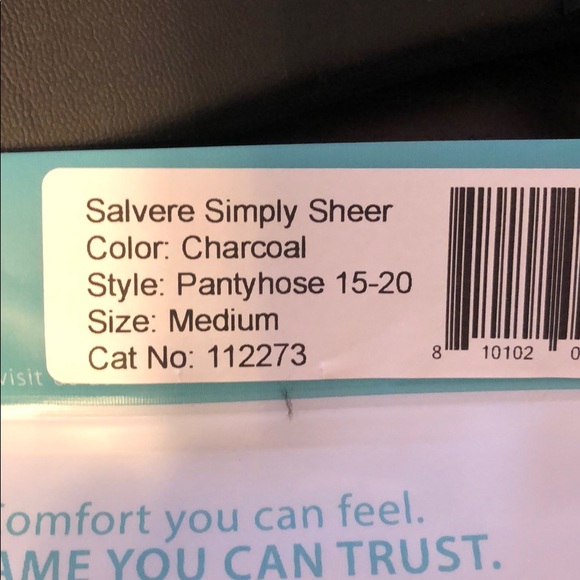 Salvere Simply Sheer
Color: Charcoal
Style: Pantyhose 15-20
Size: Medium
Cat No: 112273
8 10102 0
visit
omfort you can feel.
AME YOU CAN TRUST.